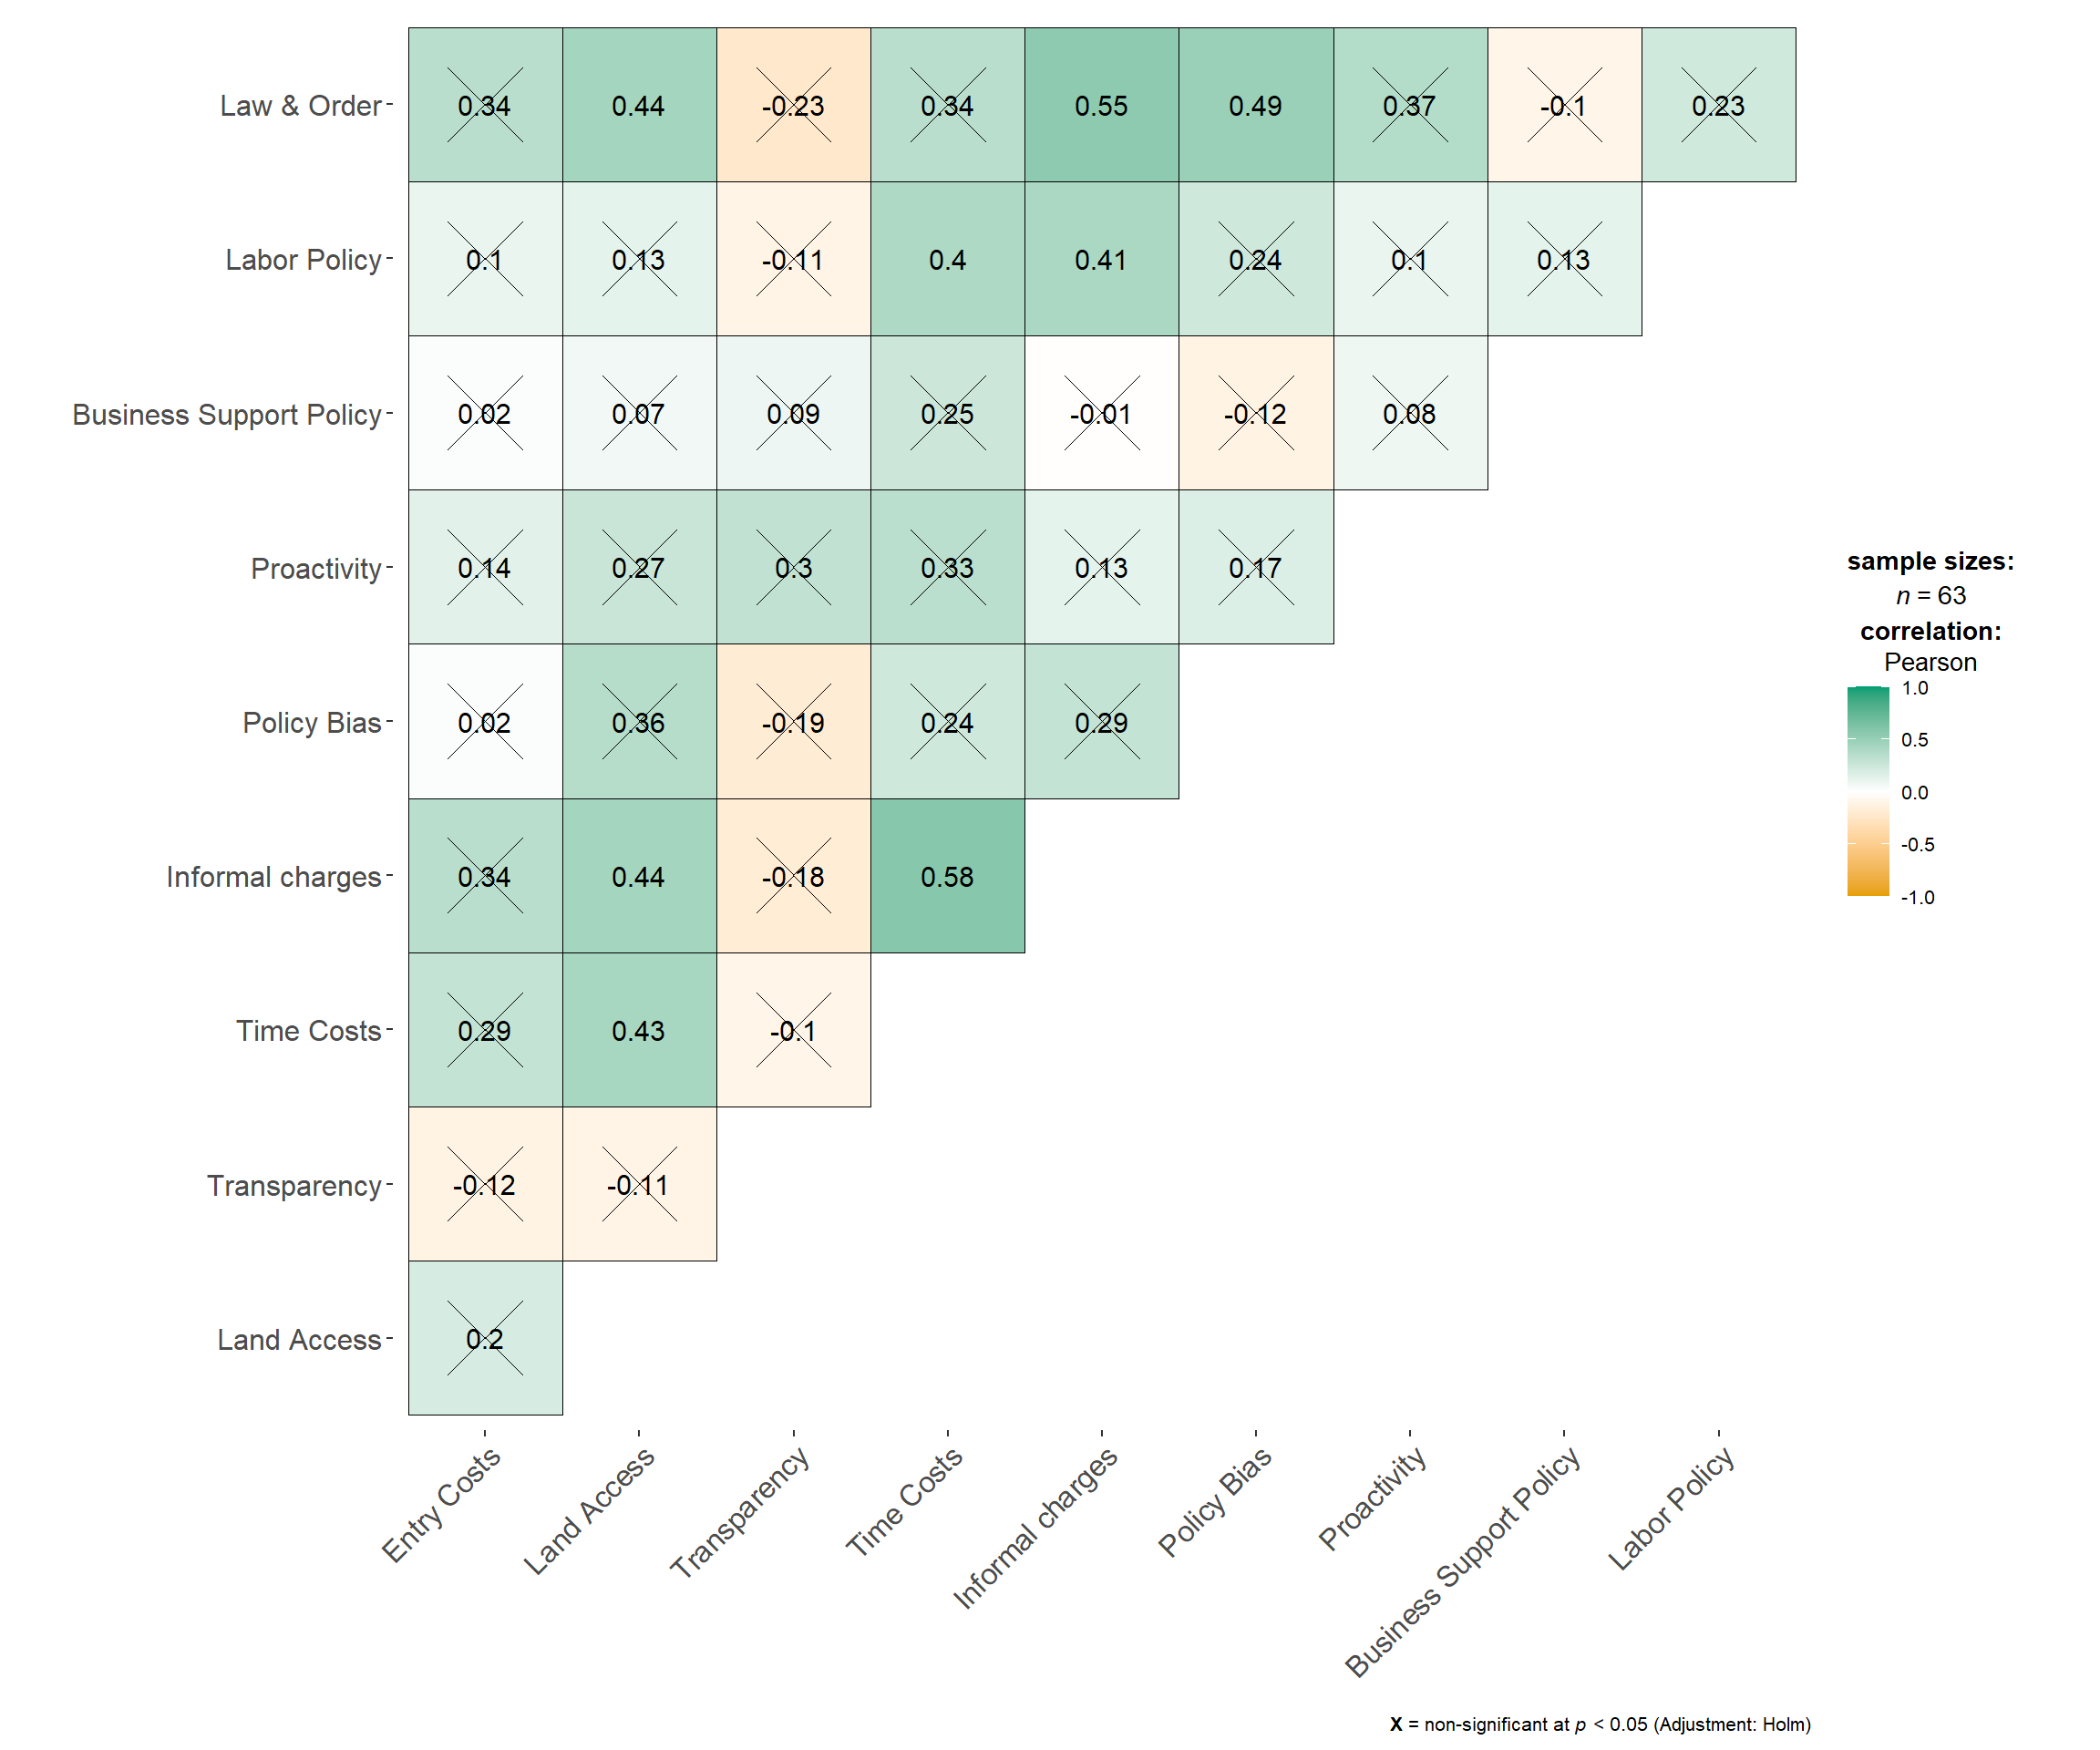 Law & Order 0.34 0.44 -0.23 0.34 0.55 0.49 0.37 -0.1 0.23
Labor Policy 0.1 0.13 -0.11 0.4 0.41 0.24 0.1 0.13
Business Support Policy 0.02 0.07 0.09 0.25 -0.01 -0.12 0.08
Proactivity 0.14 0.27 0.3 0.33 0.13 0.17
Policy Bias 0.02 0.36 -0.19 0.24 0.29
Informal charges 0.34 0.44 -0.18 0.58
Time Costs 0.29 0.43 -0.1
Transparency -0.12 -0.11
Land Access 0.2
Entry Costs
Land Access
Transparency
Time Costs
Informal charges
Policy Bias
Proactivity
Business Support Policy
Labor Policy
sample sizes:
n = 63
correlation:
Pearson
1.0
0.5
0.0
-0.5
-1.0
X = non-significant at p < 0.05 (Adjustment: Holm)